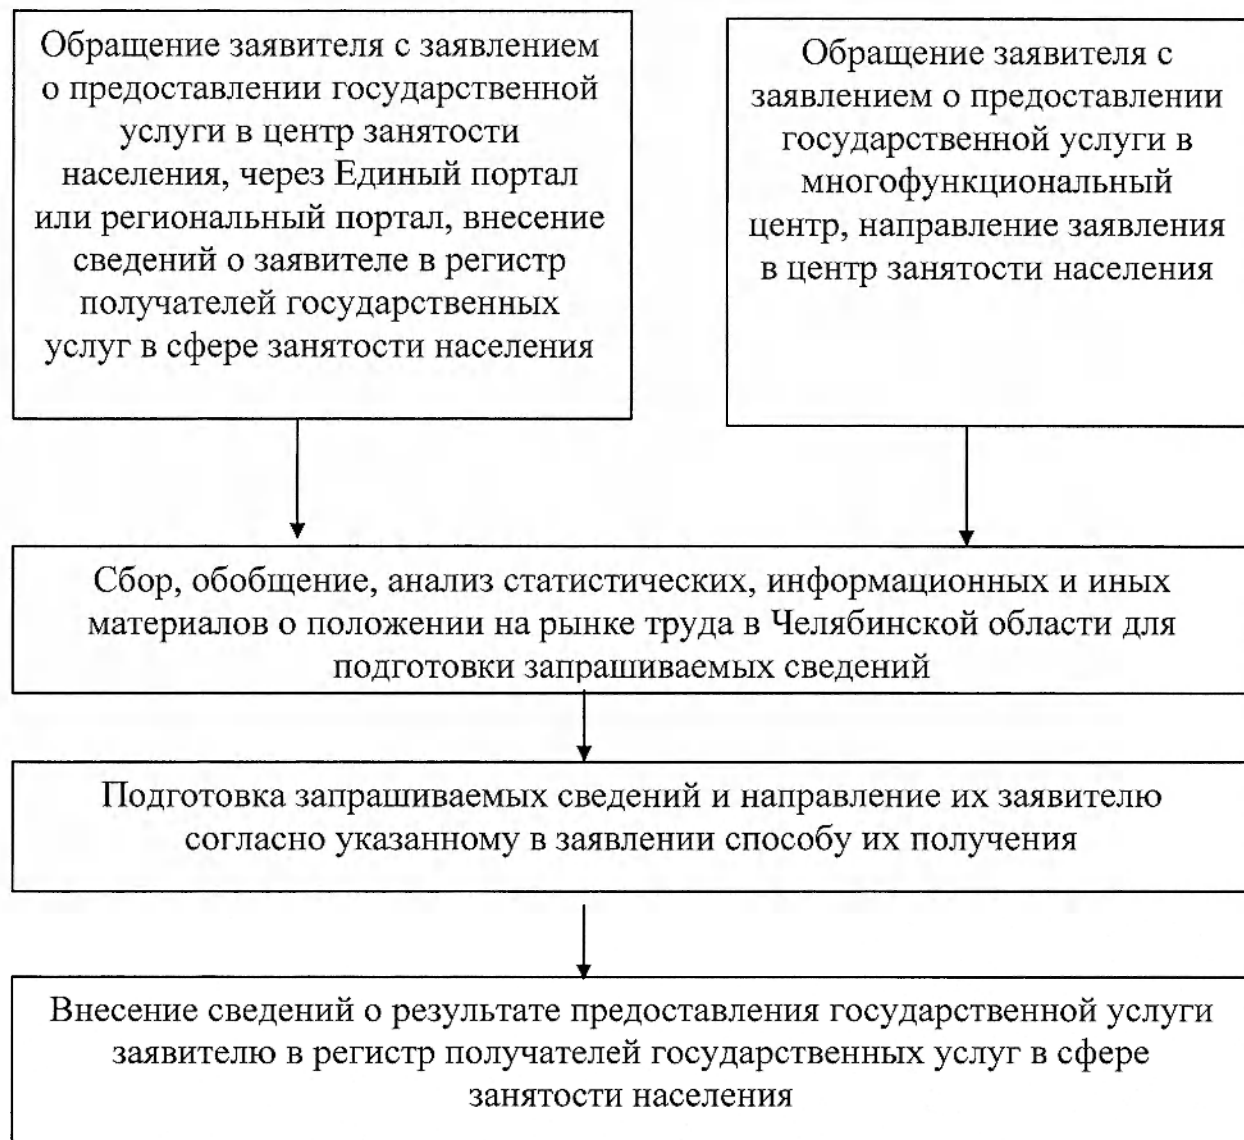 Обращение заявителя с заявлением
о предоставлении государственной
услуги в центр занятости
населения, через Единый портал
или региональный портал, внесение
сведений о заявителе в регистр
получателей государственных
услуг в сфере занятости населения
Обращение заявителя с
заявлением о предоставлении
государственной услуги в
многофункциональный
центр, направление заявления
в центр занятости населения
Сбор, обобщение, анализ статистических, информационных и иных
материалов о положении на рынке труда в Челябинской области для
подготовки запрашиваемых сведений
Подготовка запрашиваемых сведений и направление их заявителю
согласно указанному в заявлении способу их получения
Внесение сведений о результате предоставления государственной услуги
заявителю в регистр получателей государственных услуг в сфере
занятости населения